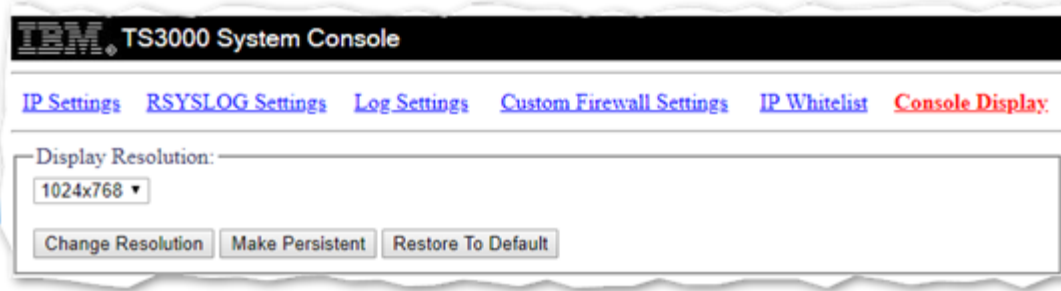 IBM® TS3000 System Console
IP Settings RSYSLOG Settings Log Settings Custom Firewall Settings IP Whitelist Console Display
Display Resolution:
1024x768
Change Resolution Make Persistent Restore To Default